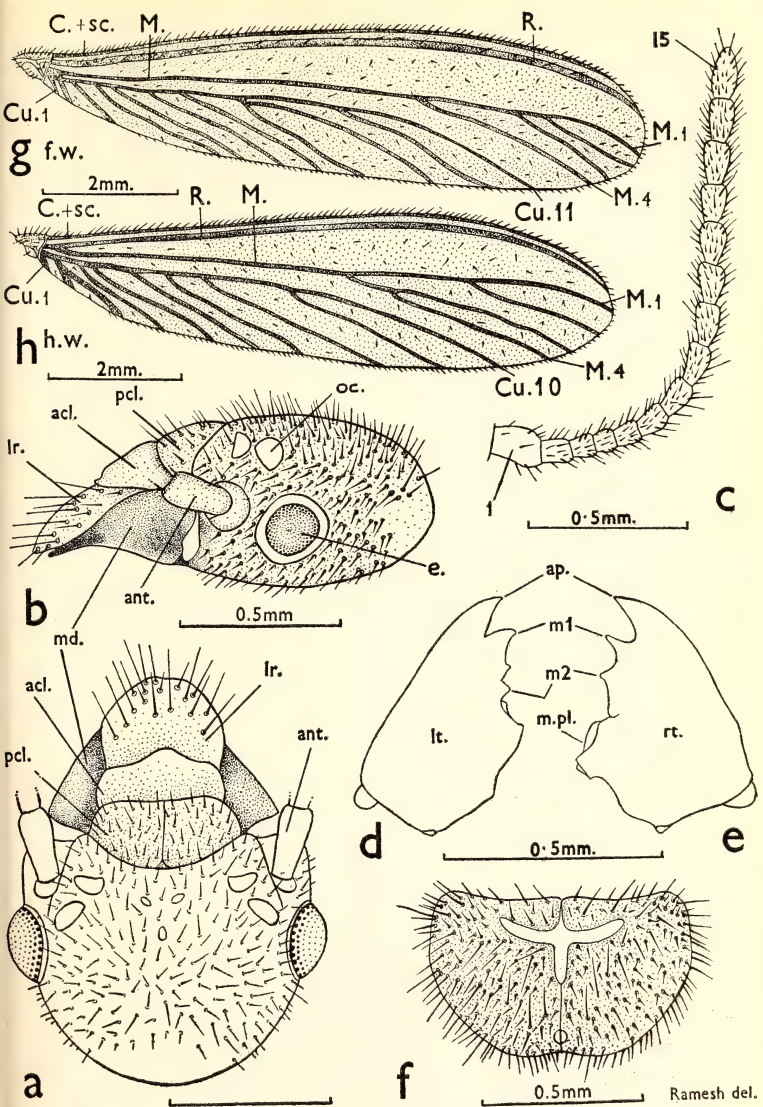 C.+sc. M. R. 15
Cu.1
g f.w. M.1
2mm. M.4
Cu.11
C.+sc. R. M.
Cu.1 M.1
h h.w. M.4
2mm. Cu.10
pcl. oc.
acl.
lr. 1 c
0·5mm.
ant. e. ap.
b 0.5mm
md. m1
acl. lr. m2
pcl. ant. m.pl.
lt. rt.
d e
0·5mm.
a f
0.5mm Ramesh del.